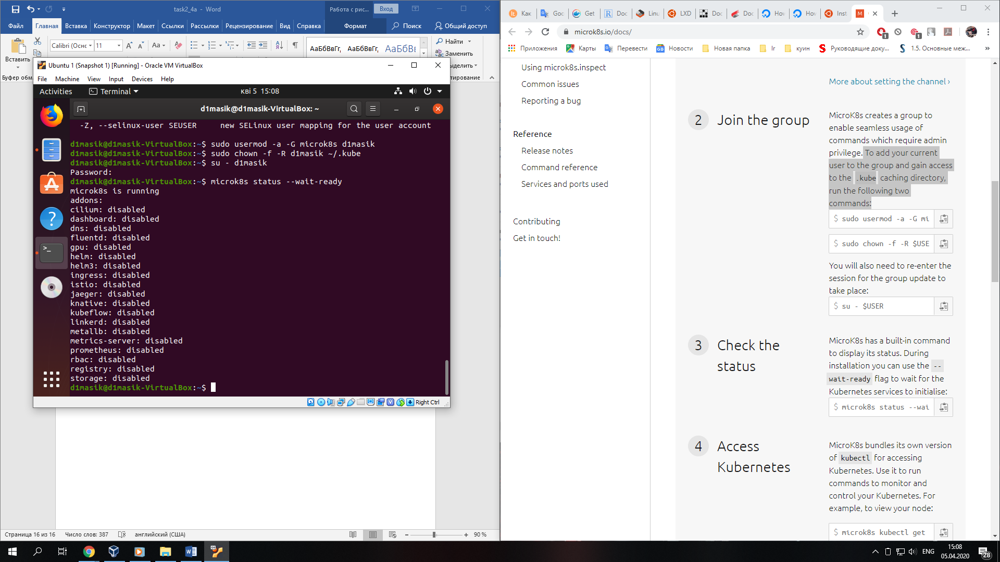 task2_4a - Word
Работа с рис...
Вход
Файл
Главная
Вставка
Конструктор
Макет
Ссылки
Рассылки
Рецензирование
Вид
Справка
Формат
Поиск
Общий доступ
Вставить
Буфер обм
Calibri (Оснс
11
Aa
АаБбВвГг,
АаБбВвГг,
АаБбВı
Найти
Заменить
ыделить
тирование
Ubuntu 1 (Snapshot 1) [Running] - Oracle VM VirtualBox
File Machine View Input Devices Help
Activities
Terminal
кві 5 15:08
d1masik@d1masik-VirtualBox: ~
-Z, --selinux-user SEUSER     new SELinux user mapping for the user account
d1masik@d1masik-VirtualBox:~$ sudo usermod -a -G microk8s d1masik
d1masik@d1masik-VirtualBox:~$ sudo chown -f -R d1masik ~/.kube
d1masik@d1masik-VirtualBox:~$ su - d1masik
Password:
d1masik@d1masik-VirtualBox:~$ microk8s status --wait-ready
microk8s is running
addons:
cilium: disabled
dashboard: disabled
dns: disabled
fluentd: disabled
gpu: disabled
helm: disabled
helm3: disabled
ingress: disabled
istio: disabled
jaeger: disabled
knative: disabled
kubeflow: disabled
linkerd: disabled
metallb: disabled
metrics-server: disabled
prometheus: disabled
rbac: disabled
registry: disabled
storage: disabled
d1masik@d1masik-VirtualBox:~$
Right Ctrl
Страница 16 из 16
Число слов: 387
английский (США)
90 %
Как
Goc
Get
Doc
Linu
LXD
Doc
Doc
How
How
Inst
microk8s.io/docs/
Приложения
Карты
Перевести
Новости
Новая папка
lr
куин
Руководящие доку...
1.5. Основные меж...
»
Using microk8s.inspect
Common issues
Reporting a bug
Reference
Release notes
Command reference
Services and ports used
Contributing
Get in touch!
More about setting the channel ›
2
Join the group
MicroK8s creates a group to
enable seamless usage of
commands which require admin
privilege. To add your current
user to the group and gain access
to the .kube caching directory,
run the following two
commands:
$ sudo usermod -a -G mi
$ sudo chown -f -R $USE
You will also need to re-enter the
session for the group update to
take place:
$ su - $USER
3
Check the
status
MicroK8s has a built-in command
to display its status. During
installation you can use the --
wait-ready flag to wait for the
Kubernetes services to initialise:
$ microk8s status --wai
4
Access
Kubernetes
MicroK8s bundles its own version
of kubectl for accessing
Kubernetes. Use it to run
commands to monitor and
control your Kubernetes. For
example, to view your node:
$ microk8s kubectl get
ENG
15:08
05.04.2020
28